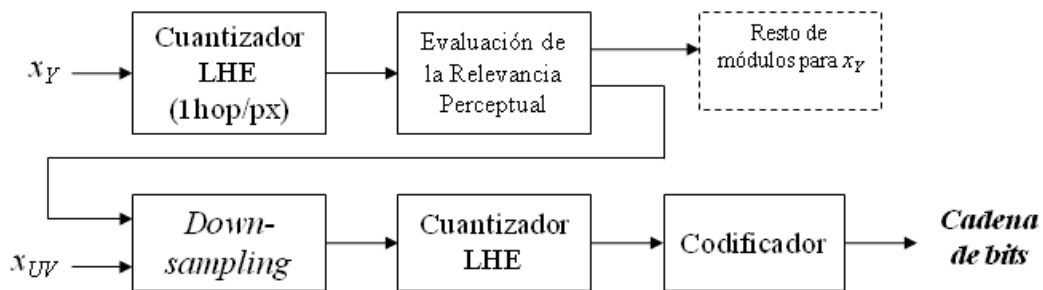 x_Y
Cuantizador
LHE
(1hop/px)
Evaluación de
la Relevancia
Perceptual
Resto de
módulos para x_Y
x_UV
Down-
sampling
Cuantizador
LHE
Codificador
Cadena
de bits